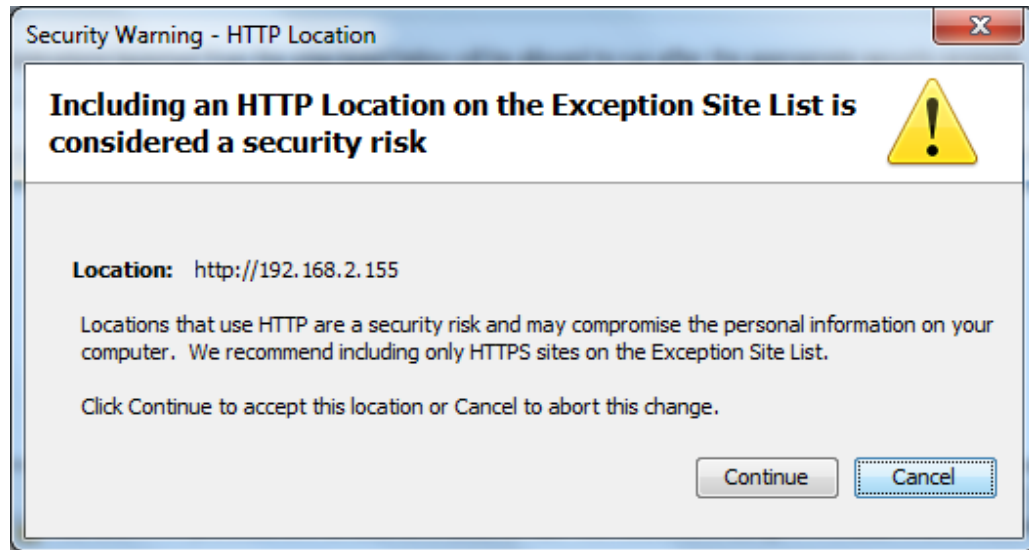 Security Warning - HTTP Location
Including an HTTP Location on the Exception Site List is
considered a security risk
Location: http://192.168.2.155
Locations that use HTTP are a security risk and may compromise the personal information on your
computer. We recommend including only HTTPS sites on the Exception Site List.
Click Continue to accept this location or Cancel to abort this change.
Continue
Cancel